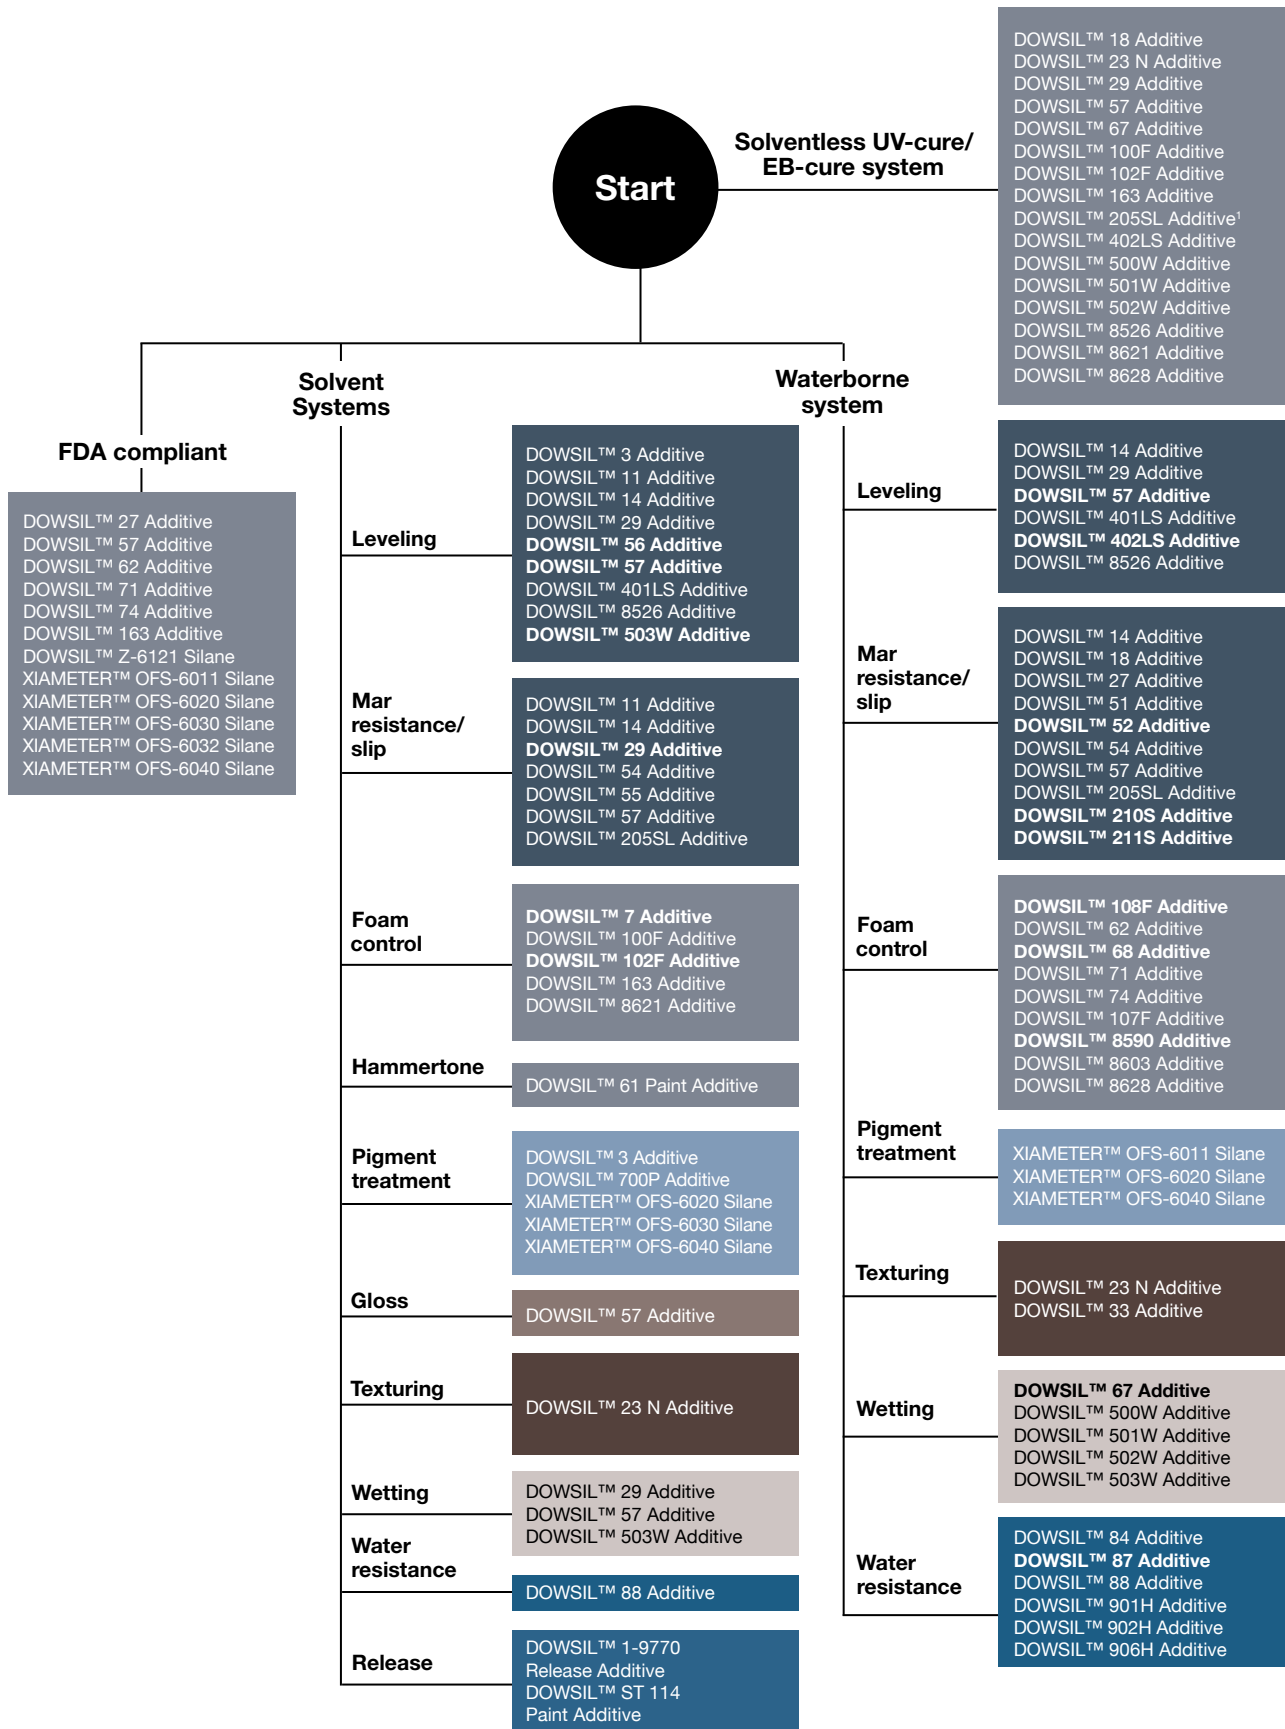 Start
Solventless UV-cure/
EB-cure system
DOWSIL™ 18 Additive
DOWSIL™ 23 N Additive
DOWSIL™ 29 Additive
DOWSIL™ 57 Additive
DOWSIL™ 67 Additive
DOWSIL™ 100F Additive
DOWSIL™ 102F Additive
DOWSIL™ 163 Additive
DOWSIL™ 205SL Additive¹
DOWSIL™ 402LS Additive
DOWSIL™ 500W Additive
DOWSIL™ 501W Additive
DOWSIL™ 502W Additive
DOWSIL™ 8526 Additive
DOWSIL™ 8621 Additive
DOWSIL™ 8628 Additive
FDA compliant
DOWSIL™ 27 Additive
DOWSIL™ 57 Additive
DOWSIL™ 62 Additive
DOWSIL™ 71 Additive
DOWSIL™ 74 Additive
DOWSIL™ 163 Additive
DOWSIL™ Z-6121 Silane
XIAMETER™ OFS-6011 Silane
XIAMETER™ OFS-6020 Silane
XIAMETER™ OFS-6030 Silane
XIAMETER™ OFS-6032 Silane
XIAMETER™ OFS-6040 Silane
Solvent
Systems
Leveling
DOWSIL™ 3 Additive
DOWSIL™ 11 Additive
DOWSIL™ 14 Additive
DOWSIL™ 29 Additive
DOWSIL™ 56 Additive
DOWSIL™ 57 Additive
DOWSIL™ 401LS Additive
DOWSIL™ 8526 Additive
DOWSIL™ 503W Additive
Mar
resistance/
slip
DOWSIL™ 11 Additive
DOWSIL™ 14 Additive
DOWSIL™ 29 Additive
DOWSIL™ 54 Additive
DOWSIL™ 55 Additive
DOWSIL™ 57 Additive
DOWSIL™ 205SL Additive
Foam
control
DOWSIL™ 7 Additive
DOWSIL™ 100F Additive
DOWSIL™ 102F Additive
DOWSIL™ 163 Additive
DOWSIL™ 8621 Additive
Hammertone
DOWSIL™ 61 Paint Additive
Pigment
treatment
DOWSIL™ 3 Additive
DOWSIL™ 700P Additive
XIAMETER™ OFS-6020 Silane
XIAMETER™ OFS-6030 Silane
XIAMETER™ OFS-6040 Silane
Gloss
DOWSIL™ 57 Additive
Texturing
DOWSIL™ 23 N Additive
Wetting
DOWSIL™ 29 Additive
DOWSIL™ 57 Additive
DOWSIL™ 503W Additive
Water
resistance
DOWSIL™ 88 Additive
Release
DOWSIL™ 1-9770
Release Additive
DOWSIL™ ST 114
Paint Additive
Waterborne
system
Leveling
DOWSIL™ 14 Additive
DOWSIL™ 29 Additive
DOWSIL™ 57 Additive
DOWSIL™ 401LS Additive
DOWSIL™ 402LS Additive
DOWSIL™ 8526 Additive
Mar
resistance/
slip
DOWSIL™ 14 Additive
DOWSIL™ 18 Additive
DOWSIL™ 27 Additive
DOWSIL™ 51 Additive
DOWSIL™ 52 Additive
DOWSIL™ 54 Additive
DOWSIL™ 57 Additive
DOWSIL™ 205SL Additive
DOWSIL™ 210S Additive
DOWSIL™ 211S Additive
Foam
control
DOWSIL™ 108F Additive
DOWSIL™ 62 Additive
DOWSIL™ 68 Additive
DOWSIL™ 71 Additive
DOWSIL™ 74 Additive
DOWSIL™ 107F Additive
DOWSIL™ 8590 Additive
DOWSIL™ 8603 Additive
DOWSIL™ 8628 Additive
Pigment
treatment
XIAMETER™ OFS-6011 Silane
XIAMETER™ OFS-6020 Silane
XIAMETER™ OFS-6040 Silane
Texturing
DOWSIL™ 23 N Additive
DOWSIL™ 33 Additive
Wetting
DOWSIL™ 67 Additive
DOWSIL™ 500W Additive
DOWSIL™ 501W Additive
DOWSIL™ 502W Additive
DOWSIL™ 503W Additive
Water
resistance
DOWSIL™ 84 Additive
DOWSIL™ 87 Additive
DOWSIL™ 88 Additive
DOWSIL™ 901H Additive
DOWSIL™ 902H Additive
DOWSIL™ 906H Additive